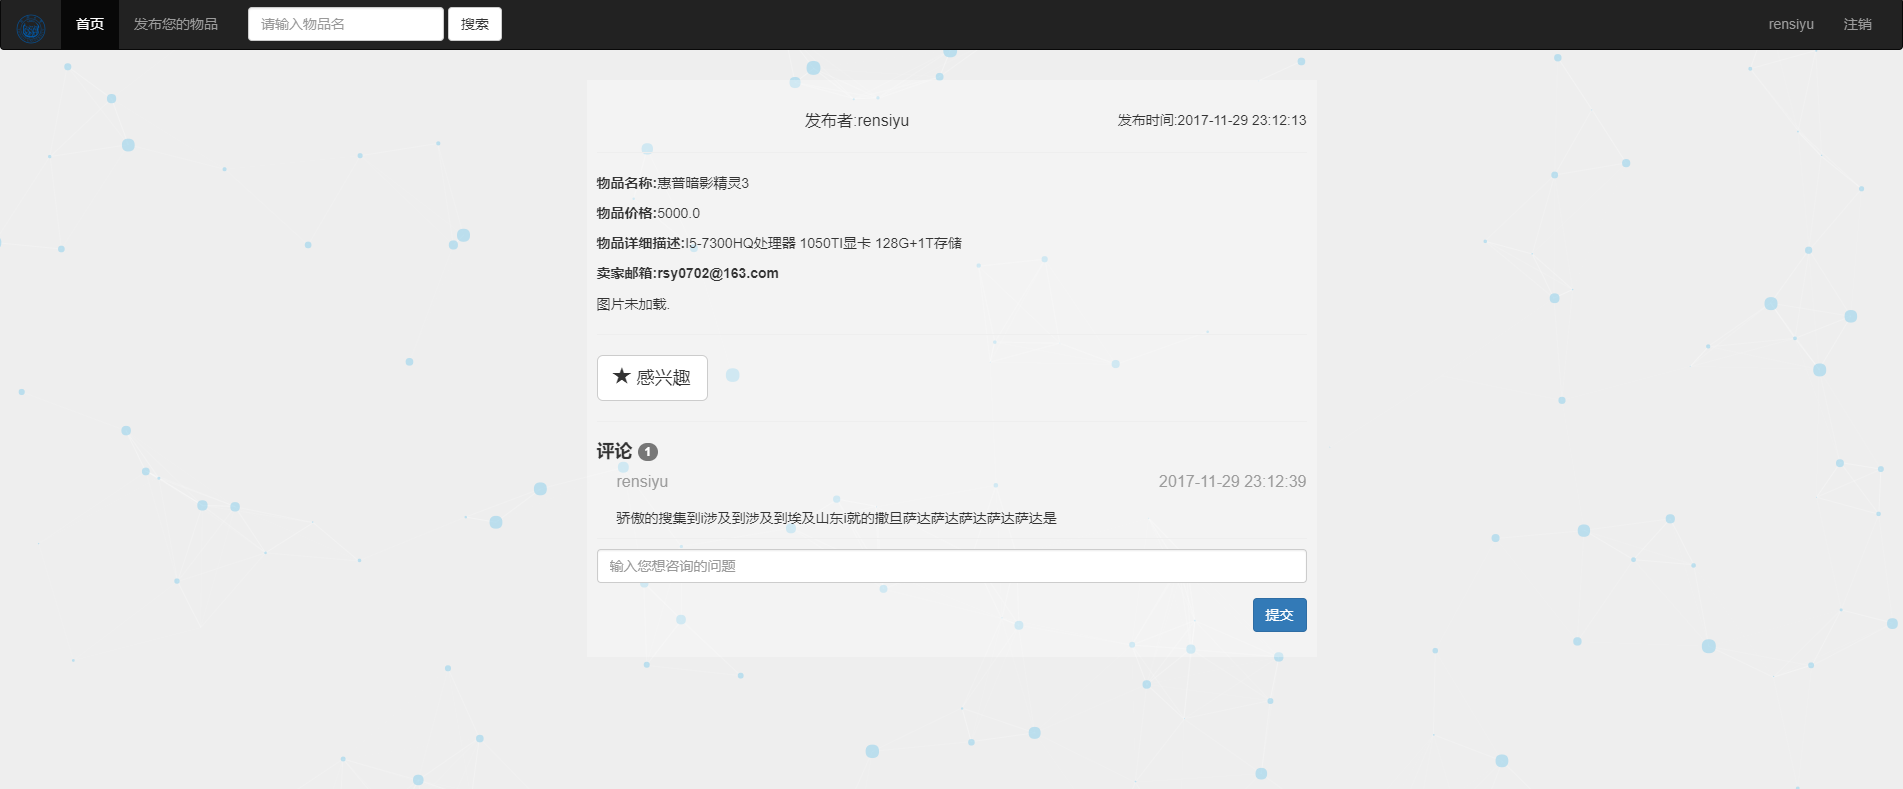 首页 发布您的物品 请输入物品名 搜索 rensiyu 注销
发布者:rensiyu 发布时间:2017-11-29 23:12:13
物品名称:惠普暗影精灵3
物品价格:5000.0
物品详细描述:I5-7300HQ处理器 1050TI显卡 128G+1T存储
卖家邮箱:rsy0702@163.com
图片未加载.
★ 感兴趣
评论 1
rensiyu 2017-11-29 23:12:39
骄傲的搜集到i涉及到涉及到埃及山东i就的撒旦萨达萨达萨达萨达萨达是
输入您想咨询的问题
提交